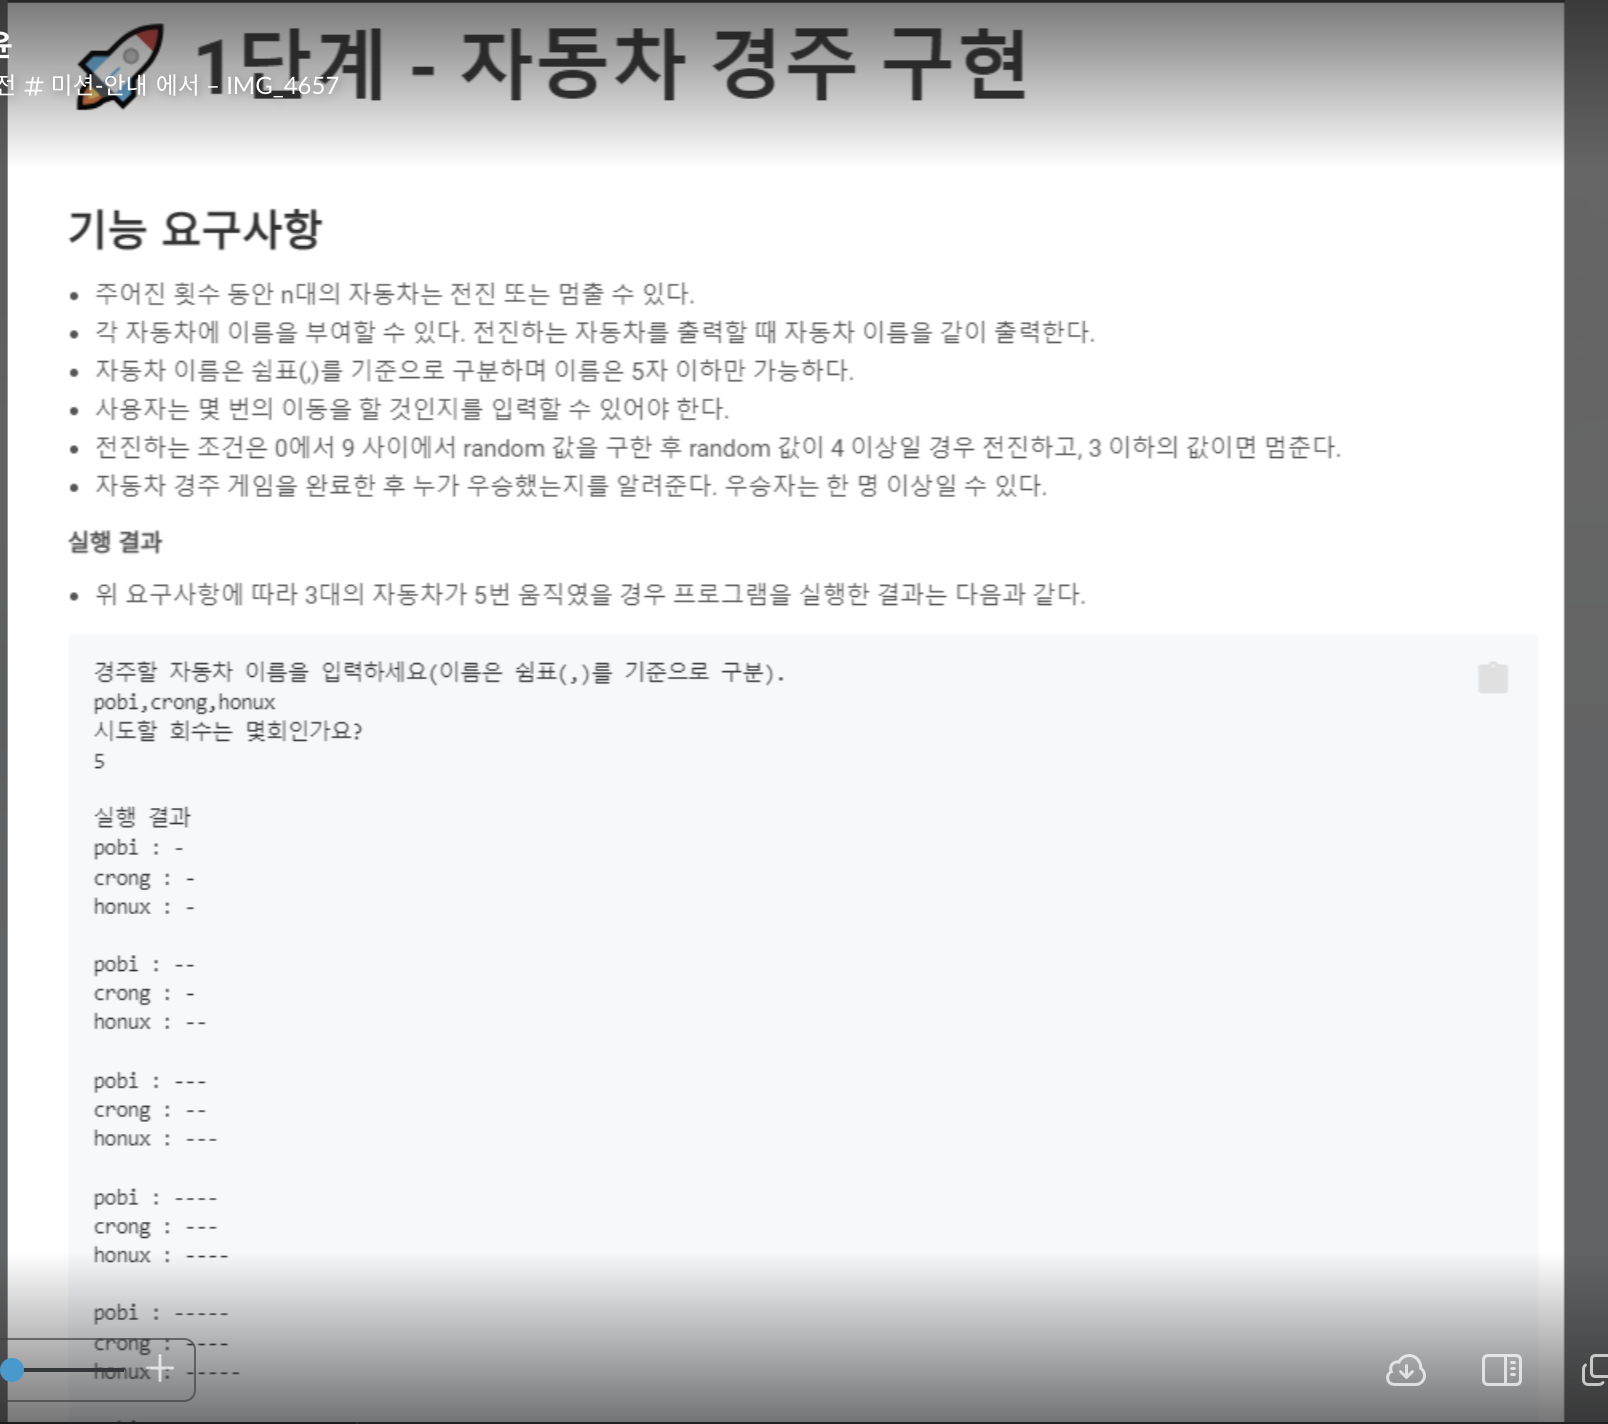 윤
전 # 미션-안내 에서 – IMG_4657
1단계 - 자동차 경주 구현
기능 요구사항
• 주어진 횟수 동안 n대의 자동차는 전진 또는 멈출 수 있다.
• 각 자동차에 이름을 부여할 수 있다. 전진하는 자동차를 출력할 때 자동차 이름을 같이 출력한다.
• 자동차 이름은 쉼표(,)를 기준으로 구분하며 이름은 5자 이하만 가능하다.
• 사용자는 몇 번의 이동을 할 것인지를 입력할 수 있어야 한다.
• 전진하는 조건은 0에서 9 사이에서 random 값을 구한 후 random 값이 4 이상일 경우 전진하고, 3 이하의 값이면 멈춘다.
• 자동차 경주 게임을 완료한 후 누가 우승했는지를 알려준다. 우승자는 한 명 이상일 수 있다.
실행 결과
• 위 요구사항에 따라 3대의 자동차가 5번 움직였을 경우 프로그램을 실행한 결과는 다음과 같다.
경주할 자동차 이름을 입력하세요(이름은 쉼표(,)를 기준으로 구분).
pobi,crong,honux
시도할 회수는 몇회인가요?
5
실행 결과
pobi : -
crong : -
honux : -
pobi : --
crong : -
honux : --
pobi : ---
crong : --
honux : ---
pobi : ----
crong : ---
honux : ----
pobi : -----
crong : ----
honux : -----